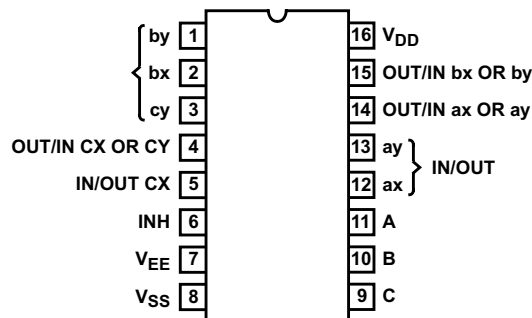 by 1
bx 2
cy 3
OUT/IN CX OR CY 4
IN/OUT CX 5
INH 6
VEE 7
VSS 8
16 VDD
15 OUT/IN bx OR by
14 OUT/IN ax OR ay
13 ay
12 ax
IN/OUT
11 A
10 B
9 C